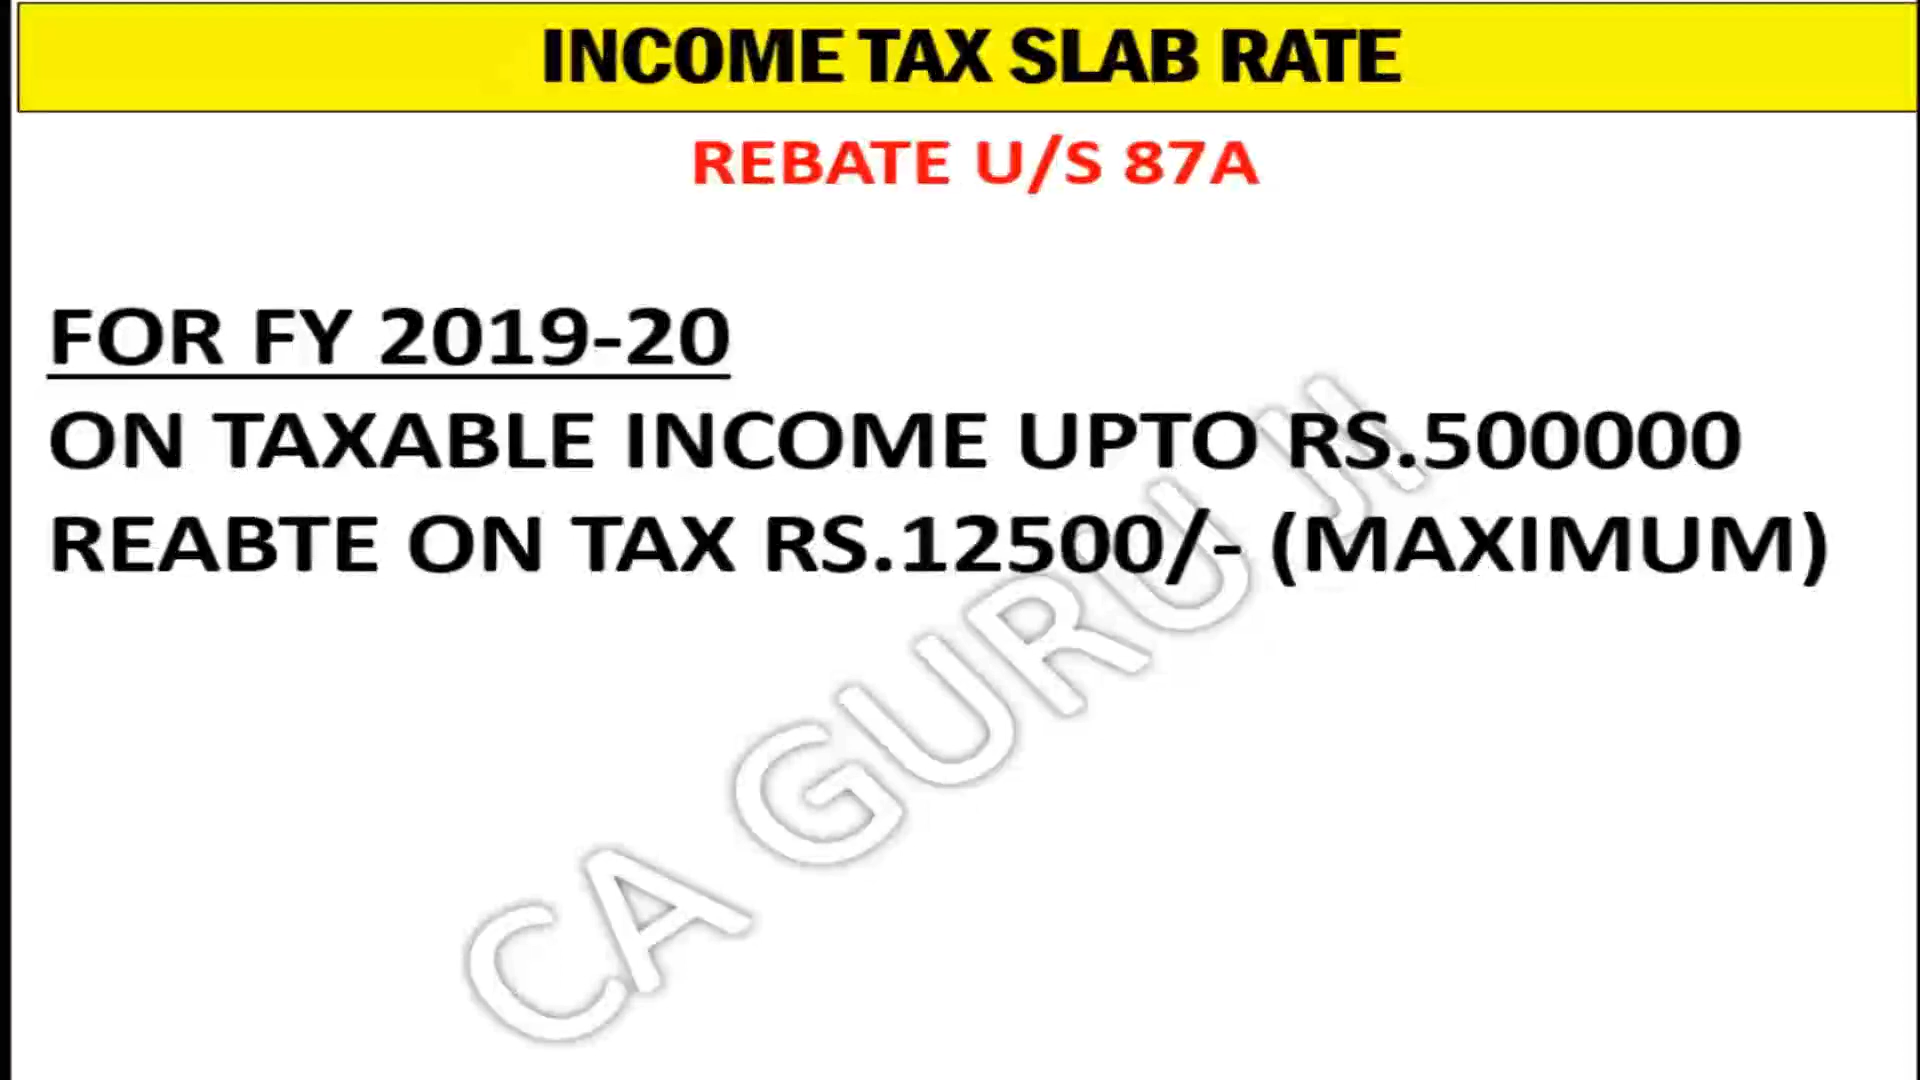 INCOME TAX SLAB RATE
REBATE U/S 87A
FOR FY 2019-20
ON TAXABLE INCOME UPTO RS.500000
REABTE ON TAX RS.12500/- (MAXIMUM)
CA GURU JI